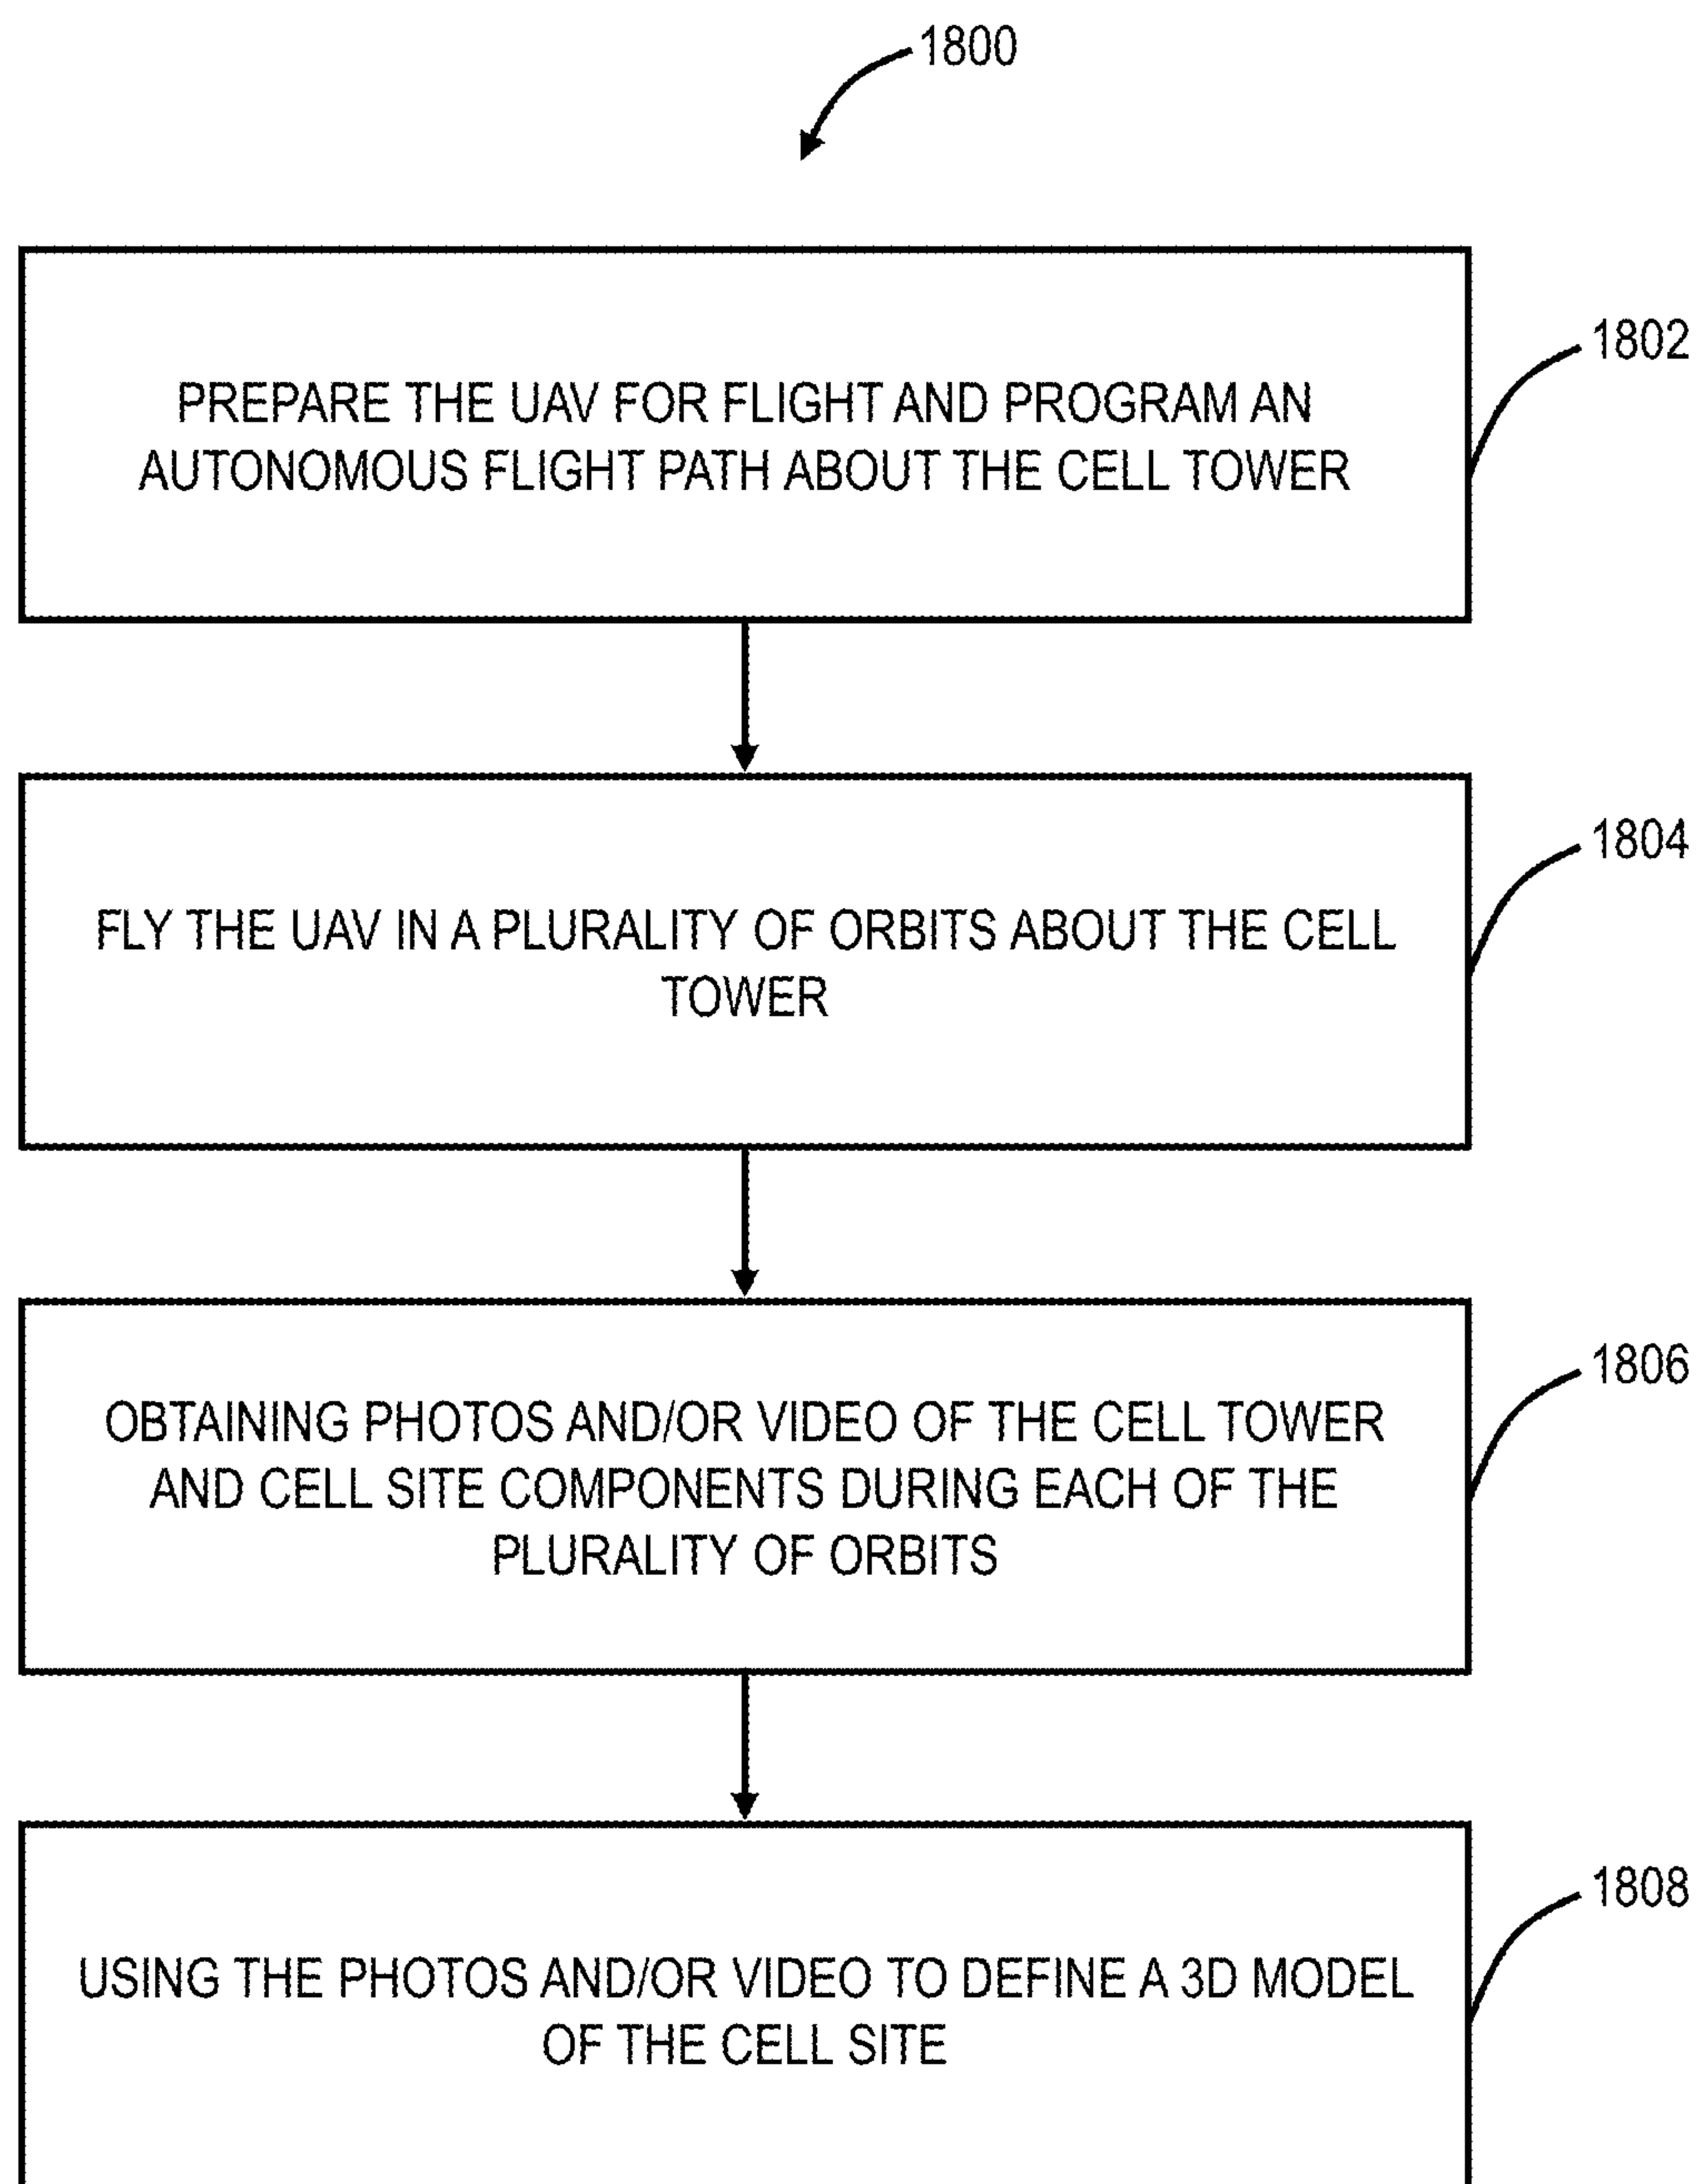 1800
1802
PREPARE THE UAV FOR FLIGHT AND PROGRAM AN
AUTONOMOUS FLIGHT PATH ABOUT THE CELL TOWER
1804
FLY THE UAV IN A PLURALITY OF ORBITS ABOUT THE CELL
TOWER
1806
OBTAINING PHOTOS AND/OR VIDEO OF THE CELL TOWER
AND CELL SITE COMPONENTS DURING EACH OF THE
PLURALITY OF ORBITS
1808
USING THE PHOTOS AND/OR VIDEO TO DEFINE A 3D MODEL
OF THE CELL SITE